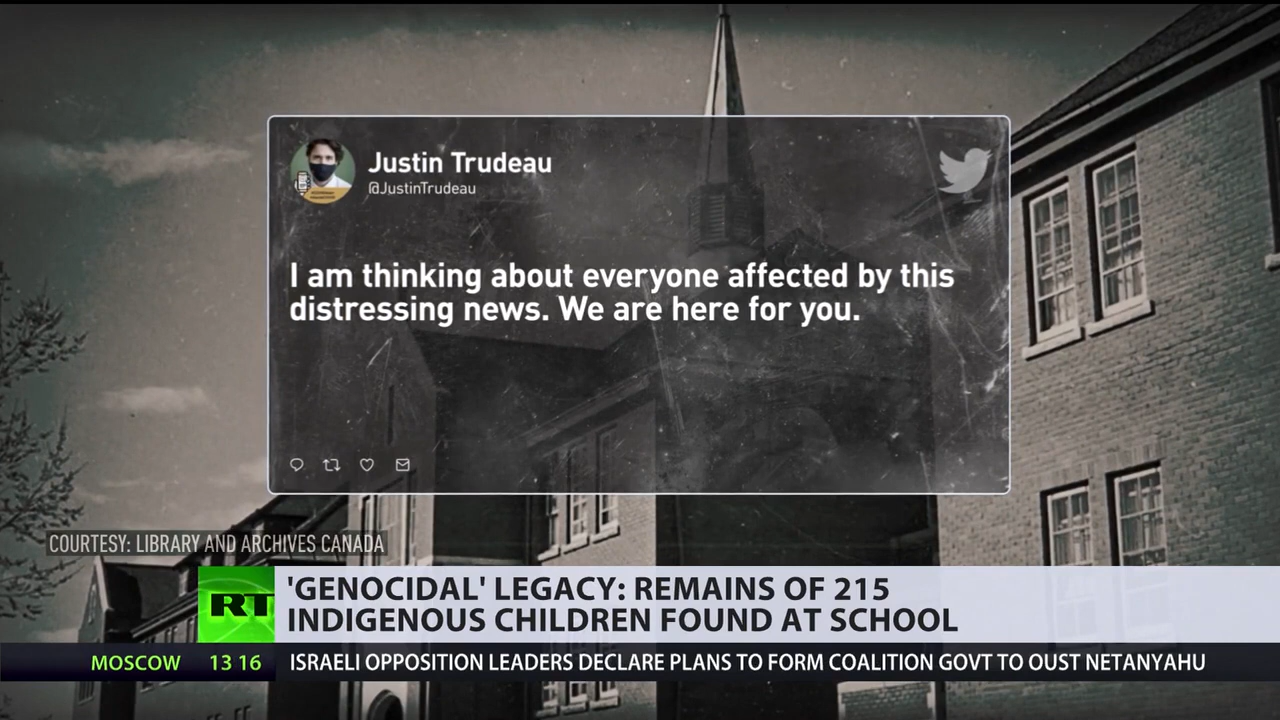 Justin Trudeau
@JustinTrudeau
I am thinking about everyone affected by this
distressing news. We are here for you.
COURTESY: LIBRARY AND ARCHIVES CANADA
RT
'GENOCIDAL' LEGACY: REMAINS OF 215
INDIGENOUS CHILDREN FOUND AT SCHOOL
MOSCOW 13 16
ISRAELI OPPOSITION LEADERS DECLARE PLANS TO FORM COALITION GOVT TO OUST NETANYAHU